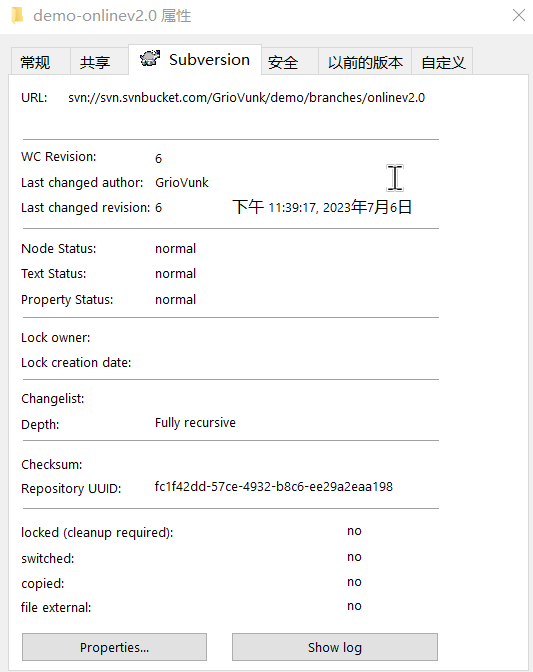 demo-onlinev2.0 属性
常规 共享 Subversion 安全 以前的版本 自定义
URL: svn://svn.svnbucket.com/GrioVunk/demo/branches/onlinev2.0
WC Revision: 6
Last changed author: GrioVunk
Last changed revision: 6 下午 11:39:17, 2023年7月6日
Node Status: normal
Text Status: normal
Property Status: normal
Lock owner:
Lock creation date:
Changelist:
Depth: Fully recursive
Checksum:
Repository UUID: fc1f42dd-57ce-4932-b8c6-ee29a2eaa198
locked (cleanup required): no
switched: no
copied: no
file external: no
Properties... Show log